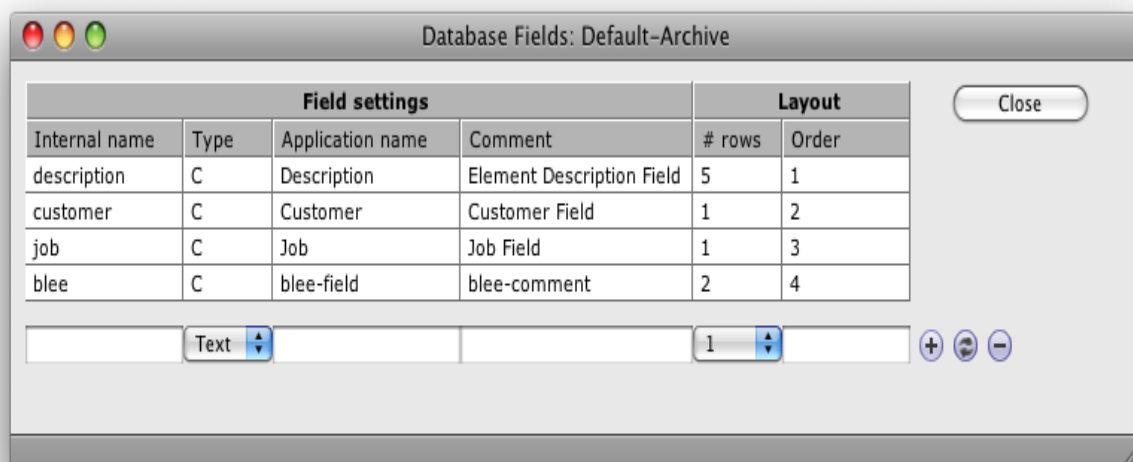 Database Fields: Default-Archive
Field settings Layout Close
Internal name Type Application name Comment # rows Order
description C Description Element Description Field 5 1
customer C Customer Customer Field 1 2
job C Job Job Field 1 3
blee C blee-field blee-comment 2 4
Text 1